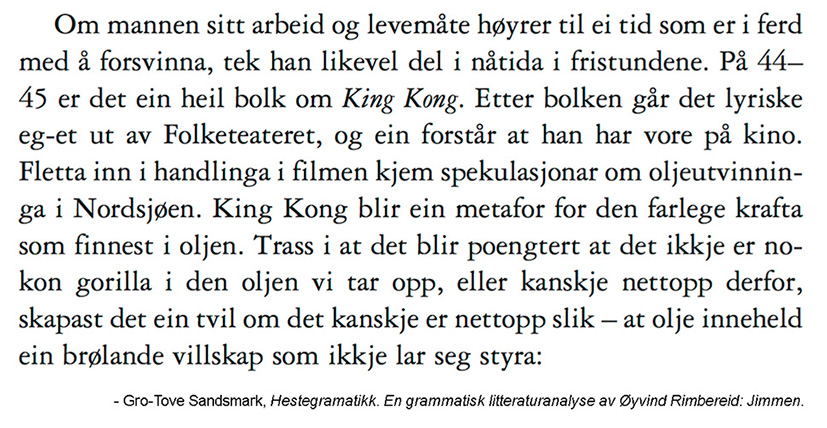 Om mannen sitt arbeid og levemåte høyrer til ei tid som er i ferd
med å forsvinna, tek han likevel del i nåtida i fristundene. På 44–
45 er det ein heil bolk om King Kong. Etter bolken går det lyriske
eg-et ut av Folketeateret, og ein forstår at han har vore på kino.
Fletta inn i handlinga i filmen kjem spekulasjonar om oljeutvinnin-
ga i Nordsjøen. King Kong blir ein metafor for den farlege krafta
som finnest i oljen. Trass i at det blir poengtert at det ikkje er no-
kon gorilla i den oljen vi tar opp, eller kanskje nettopp derfor,
skapast det ein tvil om det kanskje er nettopp slik – at olje inneheld
ein brølande villskap som ikkje lar seg styra:
- Gro-Tove Sandsmark, Hestegramatikk. En grammatisk litteraturanalyse av Øyvind Rimbereid: Jimmen.